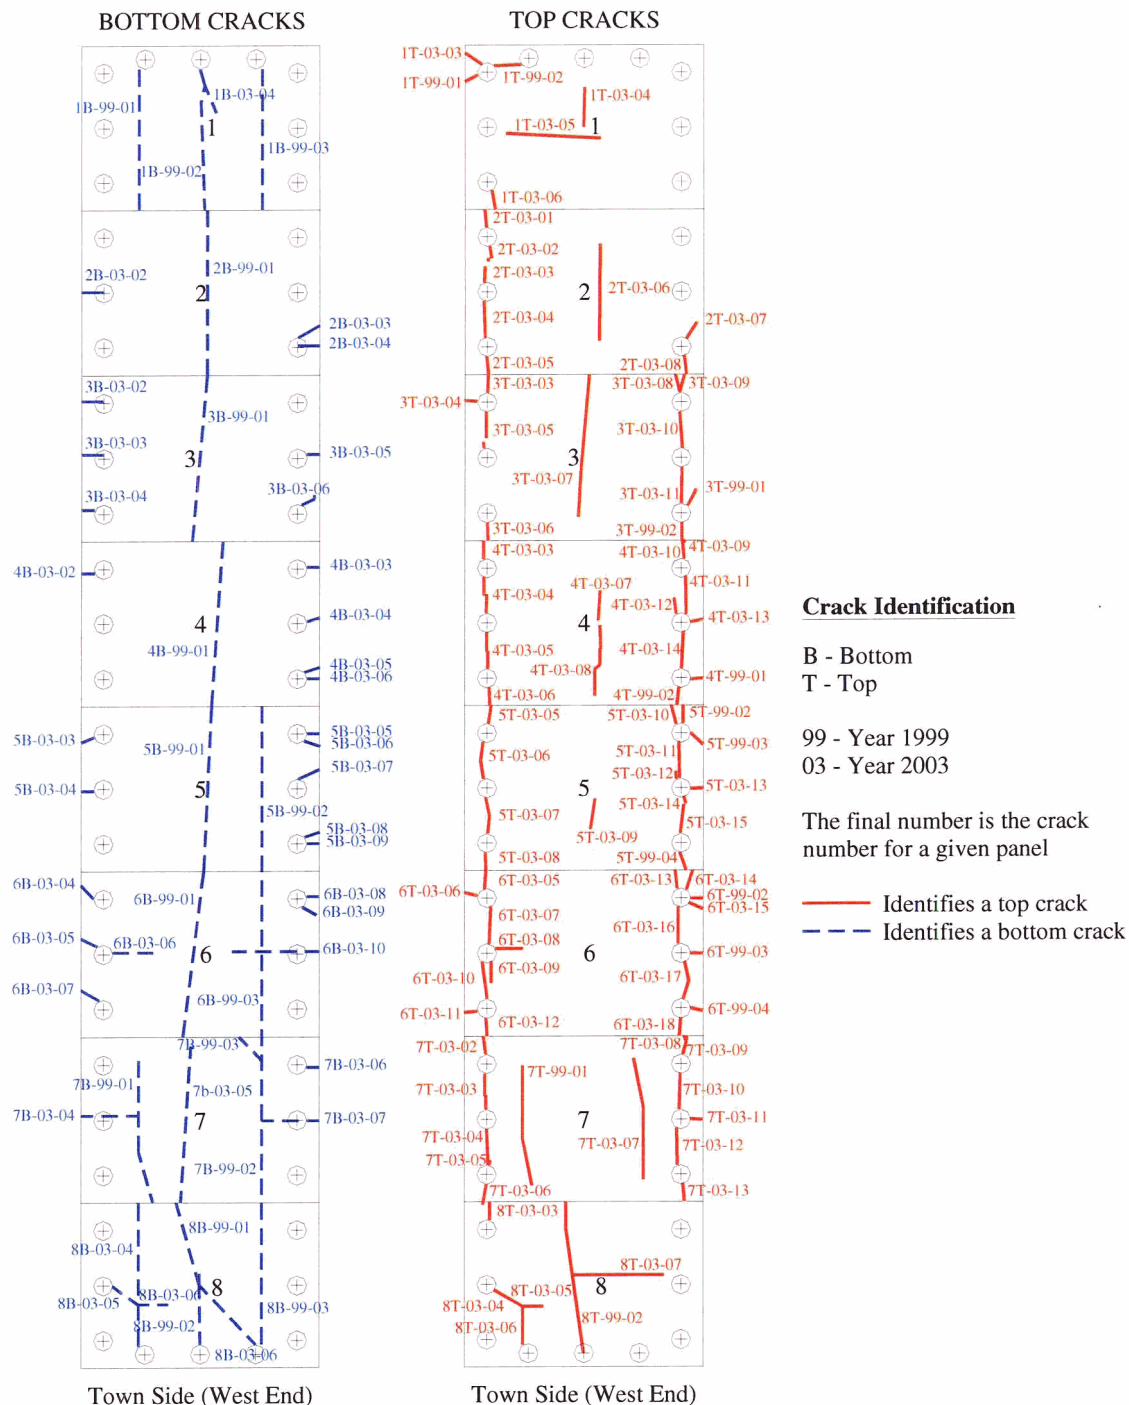 BOTTOM CRACKS
1B-03-04
1B-99-01
1
1B-99-03
1B-99-02
2B-99-01
2B-03-02
2
2B-03-03
2B-03-04
3B-03-02
3B-99-01
3B-03-03
3
3B-03-05
3B-03-06
3B-03-04
4B-03-02
4B-03-03
4B-03-04
4
4B-99-01
4B-03-05
4B-03-06
5B-03-03
5B-99-01
5B-03-05
5B-03-06
5B-03-07
5B-03-04
5
5B-99-02
5B-03-08
5B-03-09
6B-03-04
6B-99-01
6B-03-08
6B-03-09
6B-03-05
6B-03-06
6
6B-03-10
6B-03-07
6B-99-03
7B-99-03
7B-03-06
7B-99-01
7b-03-05
7B-03-04
7
7B-03-07
7B-99-02
8B-99-01
8B-03-04
8B-03-06
8
8B-03-05
8B-99-03
8B-99-02
8B-03-06
Town Side (West End)
TOP CRACKS
1T-03-03
1T-99-01
1T-99-02
1T-03-04
1T-03-05
1
1T-03-06
2T-03-01
2T-03-02
2T-03-03
2
2T-03-06
2T-03-04
2T-03-07
2T-03-05
2T-03-08
3T-03-03
3T-03-08
3T-03-09
3T-03-04
3T-03-05
3T-03-10
3
3T-03-07
3T-03-11
3T-99-01
3T-03-06
3T-99-02
4T-03-03
4T-03-10
4T-03-09
4T-03-07
4T-03-11
4T-03-04
4T-03-12
4
4T-03-13
4T-03-05
4T-03-14
4T-03-08
4T-99-01
4T-03-06
4T-99-02
5T-03-05
5T-03-10
5T-99-02
5T-03-06
5T-03-11
5T-99-03
5T-03-12
5
5T-03-13
5T-03-07
5T-03-14
5T-03-15
5T-03-09
5T-03-08
5T-99-04
6T-03-05
6T-03-13
6T-03-14
6T-03-06
6T-99-02
6T-03-15
6T-03-07
6T-03-16
6T-03-08
6
6T-99-03
6T-03-09
6T-03-10
6T-03-17
6T-03-11
6T-99-04
6T-03-12
6T-03-18
7T-03-02
7T-03-08
7T-03-09
7T-99-01
7T-03-03
7T-03-10
7
7T-03-11
7T-03-04
7T-03-07
7T-03-12
7T-03-05
7T-03-06
7T-03-13
8T-03-03
8T-03-07
8T-03-05
8
8T-03-04
8T-99-02
8T-03-06
Town Side (West End)
Crack Identification
B - Bottom
T - Top
99 - Year 1999
03 - Year 2003
The final number is the crack
number for a given panel
Identifies a top crack
Identifies a bottom crack